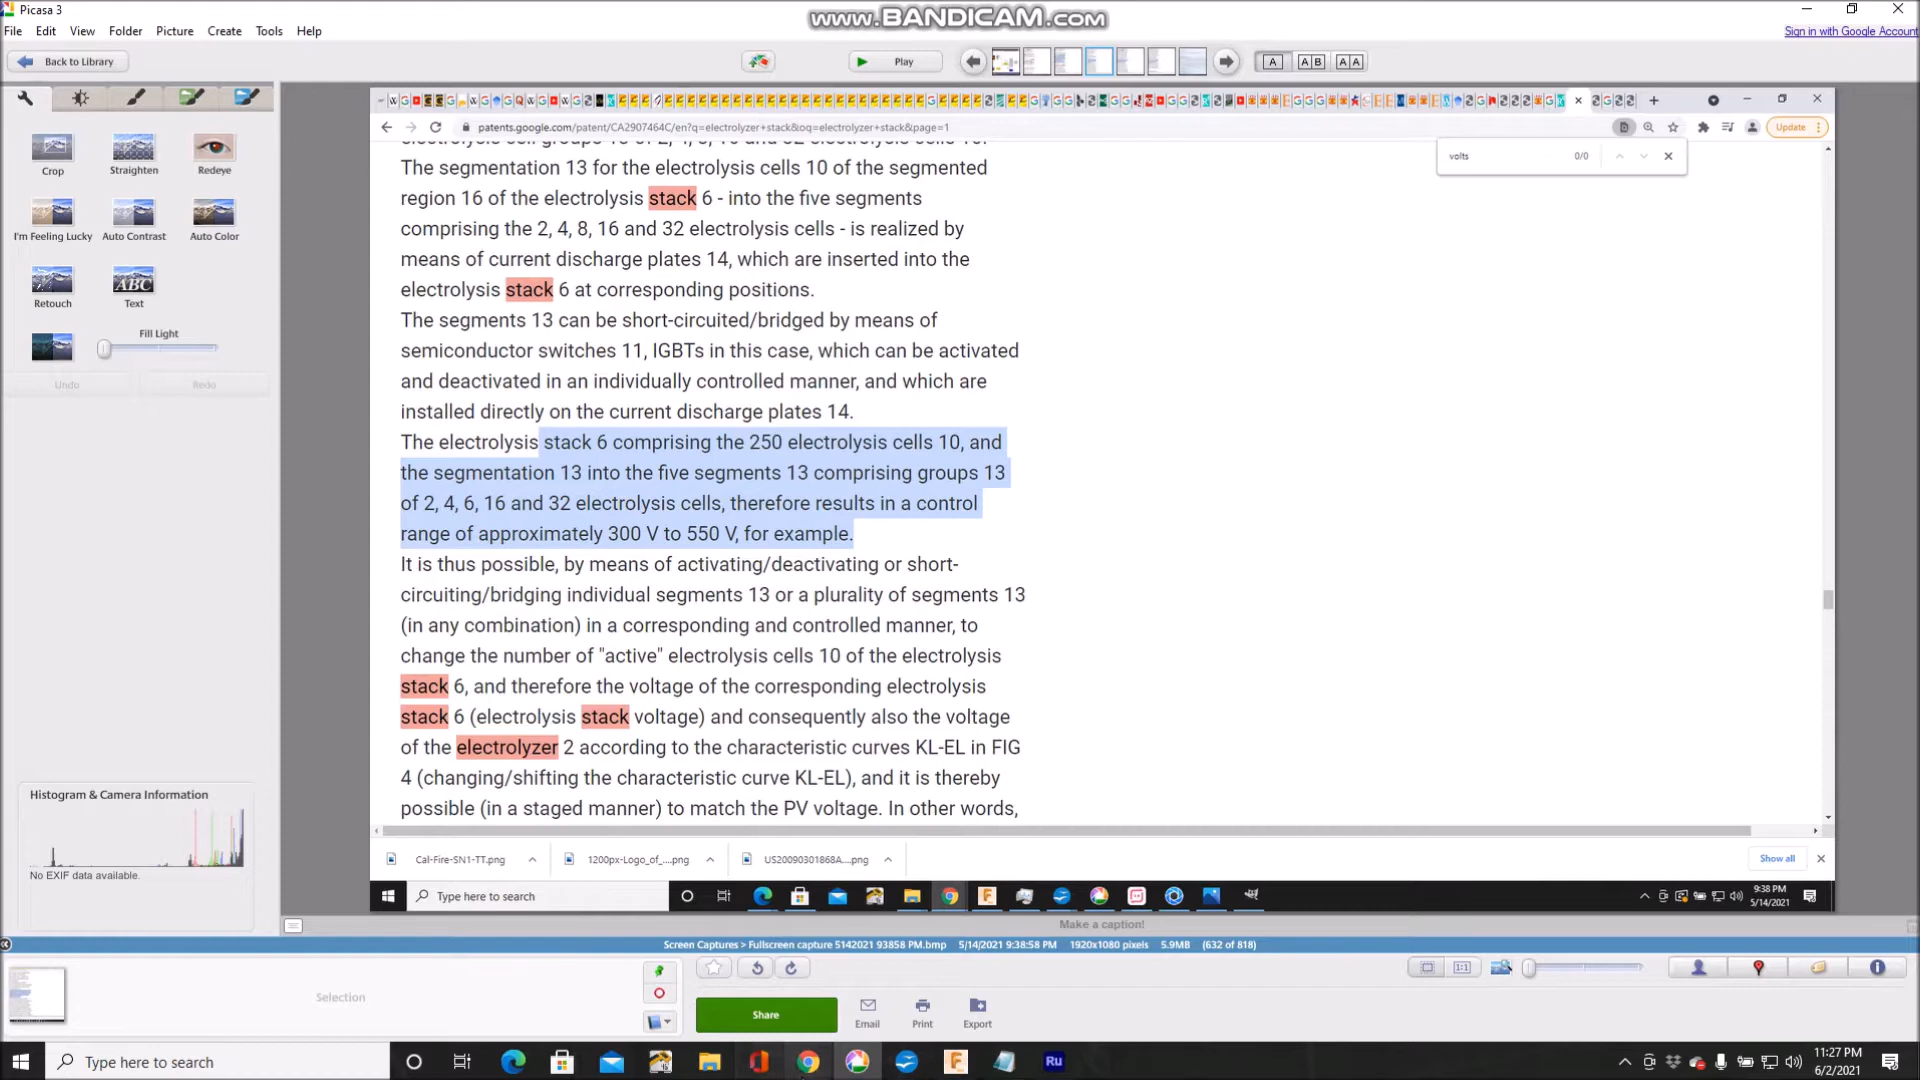 Picasa 3
www.BANDICAM.com
File Edit View Folder Picture Create Tools Help
Sign in with Google Account
Back to Library
Play
A
AB
AA
patents.google.com/patent/CA2907464C/en?q=electrolyzer+stack&oq=electrolyzer+stack&page=1
Update
volts
0/0
Crop
Straighten
Redeye
I'm Feeling Lucky
Auto Contrast
Auto Color
Retouch
ABC
Text
Fill Light
Undo
Redo
The segmentation 13 for the electrolysis cells 10 of the segmented
region 16 of the electrolysis stack 6 - into the five segments
comprising the 2, 4, 8, 16 and 32 electrolysis cells - is realized by
means of current discharge plates 14, which are inserted into the
electrolysis stack 6 at corresponding positions.
The segments 13 can be short-circuited/bridged by means of
semiconductor switches 11, IGBTs in this case, which can be activated
and deactivated in an individually controlled manner, and which are
installed directly on the current discharge plates 14.
The electrolysis stack 6 comprising the 250 electrolysis cells 10, and
the segmentation 13 into the five segments 13 comprising groups 13
of 2, 4, 6, 16 and 32 electrolysis cells, therefore results in a control
range of approximately 300 V to 550 V, for example.
It is thus possible, by means of activating/deactivating or short-
circuiting/bridging individual segments 13 or a plurality of segments 13
(in any combination) in a corresponding and controlled manner, to
change the number of "active" electrolysis cells 10 of the electrolysis
stack 6, and therefore the voltage of the corresponding electrolysis
stack 6 (electrolysis stack voltage) and consequently also the voltage
of the electrolyzer 2 according to the characteristic curves KL-EL in FIG
4 (changing/shifting the characteristic curve KL-EL), and it is thereby
possible (in a staged manner) to match the PV voltage. In other words,
Histogram & Camera Information
No EXIF data available.
Cal-Fire-SN1-TT.png
1200px-Logo_of_....png
US20090301868A....png
Show all
Type here to search
9:38 PM
5/14/2021
Make a caption!
Screen Captures > Fullscreen capture 5142021 93858 PM.bmp 5/14/2021 9:38:58 PM 1920x1080 pixels 5.9MB (632 of 818)
Selection
1:1
Share
Email
Print
Export
Type here to search
Ru
11:27 PM
6/2/2021